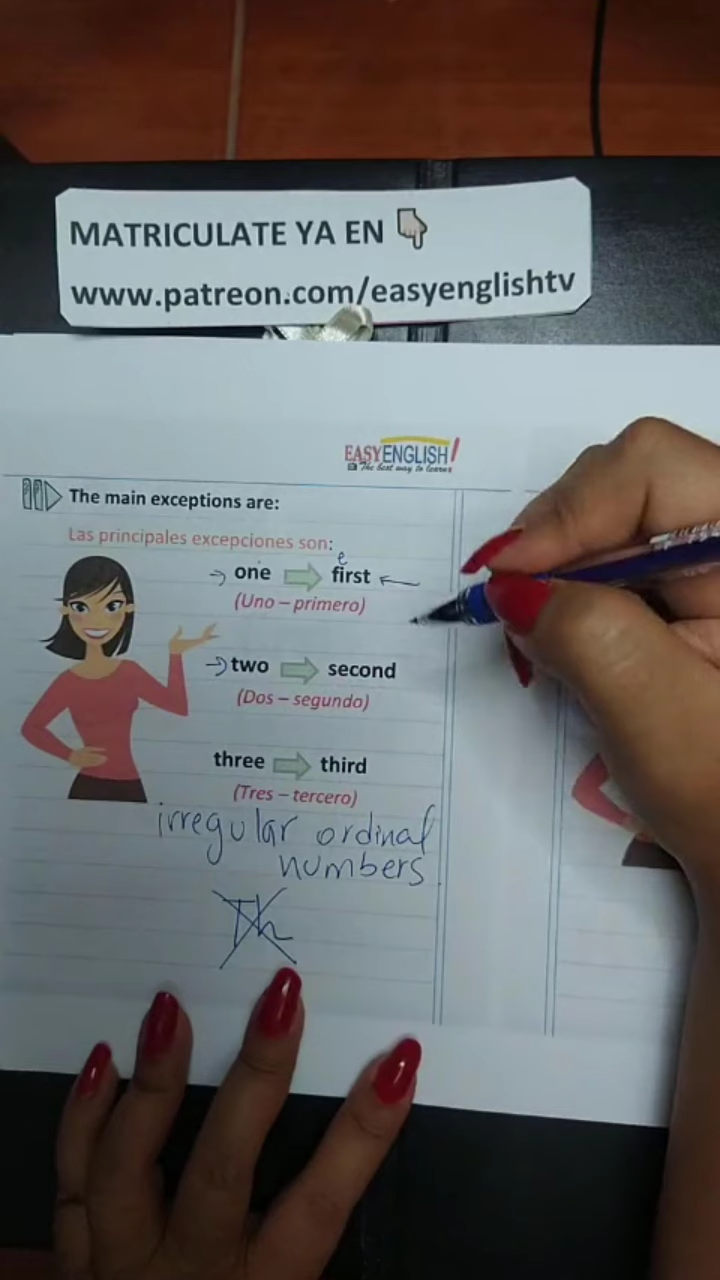 MATRICULATE YA EN
www.patreon.com/easyenglishtv
EASYENGLISH!
The best way to learn
The main exceptions are:
Las principales excepciones son:
e
one first
(Uno – primero)
two second
(Dos – segundo)
three third
(Tres – tercero)
irregular ordinal
numbers
Th